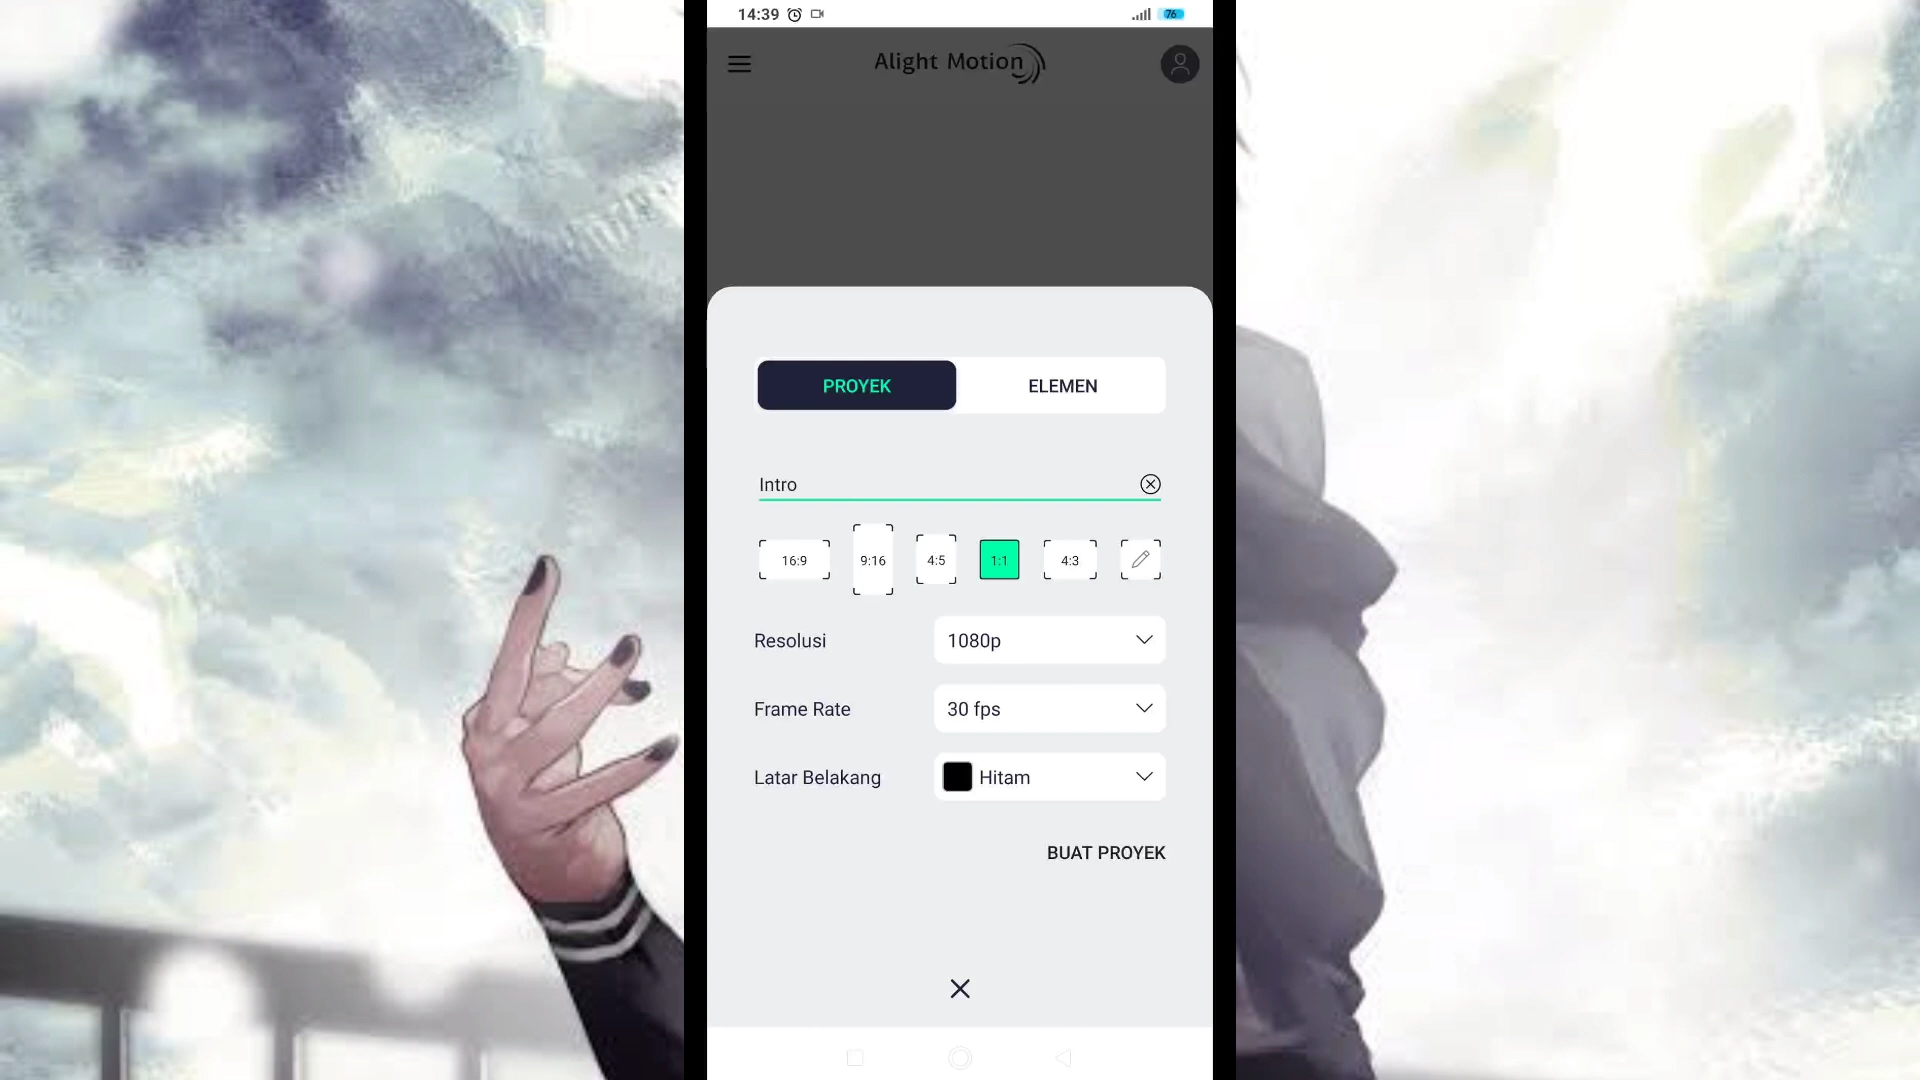 14:39
76
Alight Motion
PROYEK
ELEMEN
Intro
16:9
9:16
4:5
1:1
4:3
Resolusi
1080p
Frame Rate
30 fps
Latar Belakang
Hitam
BUAT PROYEK